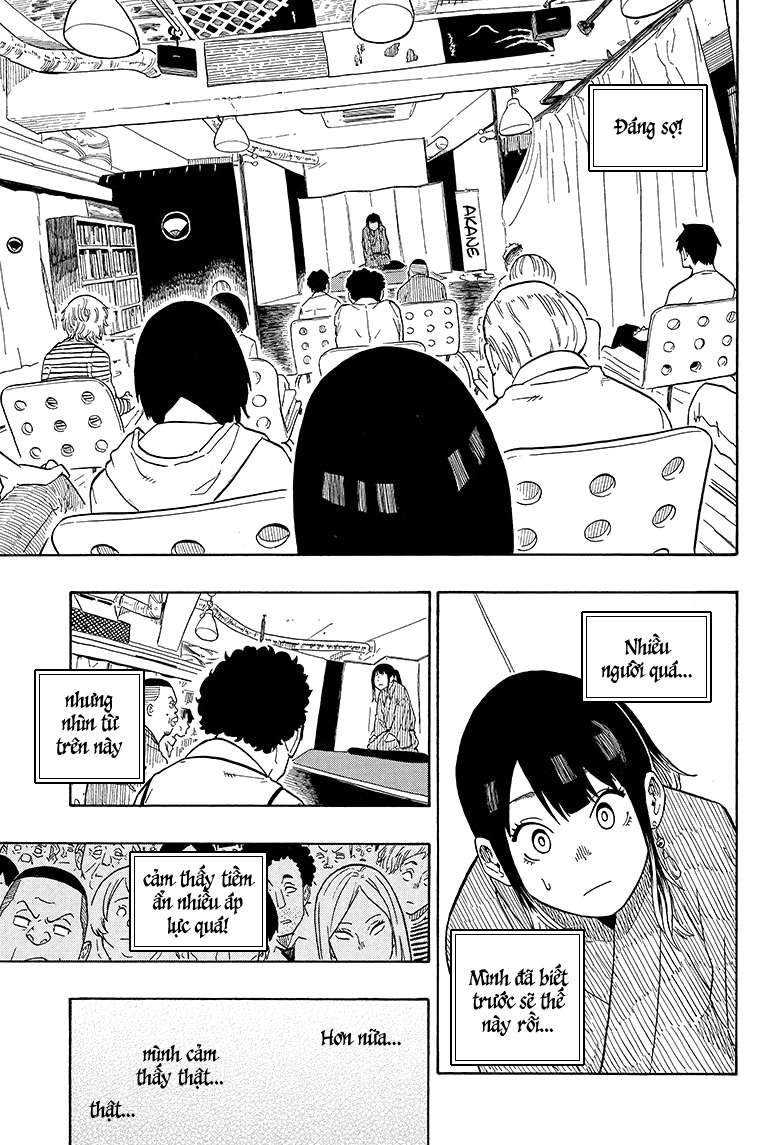 Đáng sợ!
AKANE
Nhiều
người quá...
Mình đã biết
trước sẽ thế
này rồi...
nhưng
nhìn từ
trên này
cảm thấy tiềm
ẩn nhiều áp
lực quá!
Hơn nữa...
mình cảm
thấy thật...
thật...